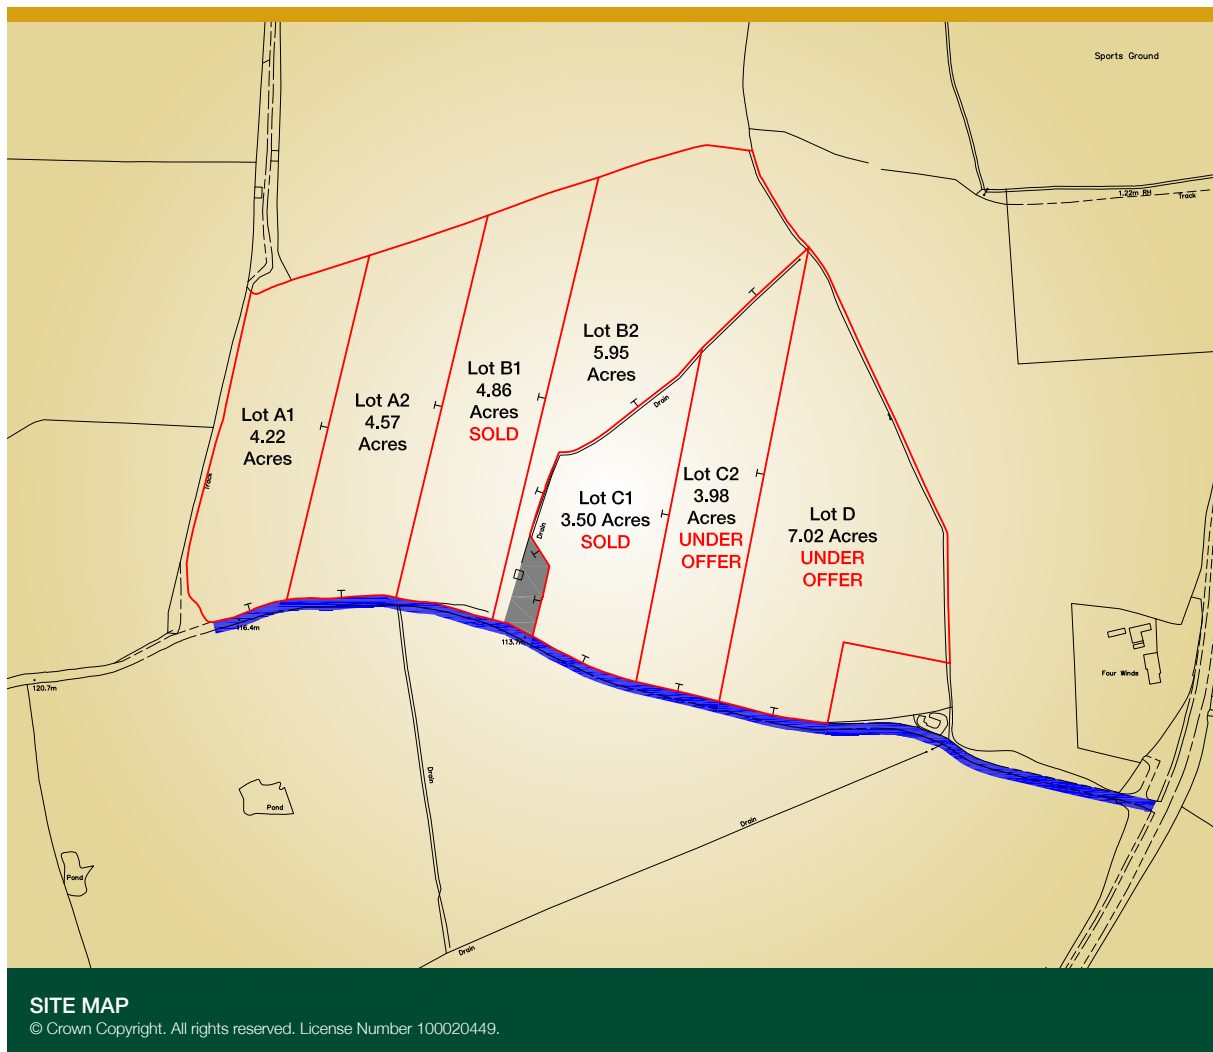 Sports Ground
1.22m RH
Track
Lot B2
5.95
Acres
Lot B1
4.86
Acres
SOLD
Lot A2
4.57
Acres
Lot A1
4.22
Acres
Drain
Track
Lot C2
3.98
Acres
UNDER
OFFER
Lot C1
3.50 Acres
SOLD
Lot D
7.02 Acres
UNDER
OFFER
Drain
116.4m
120.7m
Four Winds
Drain
Pond
Drain
Pond
Drain
SITE MAP
© Crown Copyright. All rights reserved. License Number 100020449.